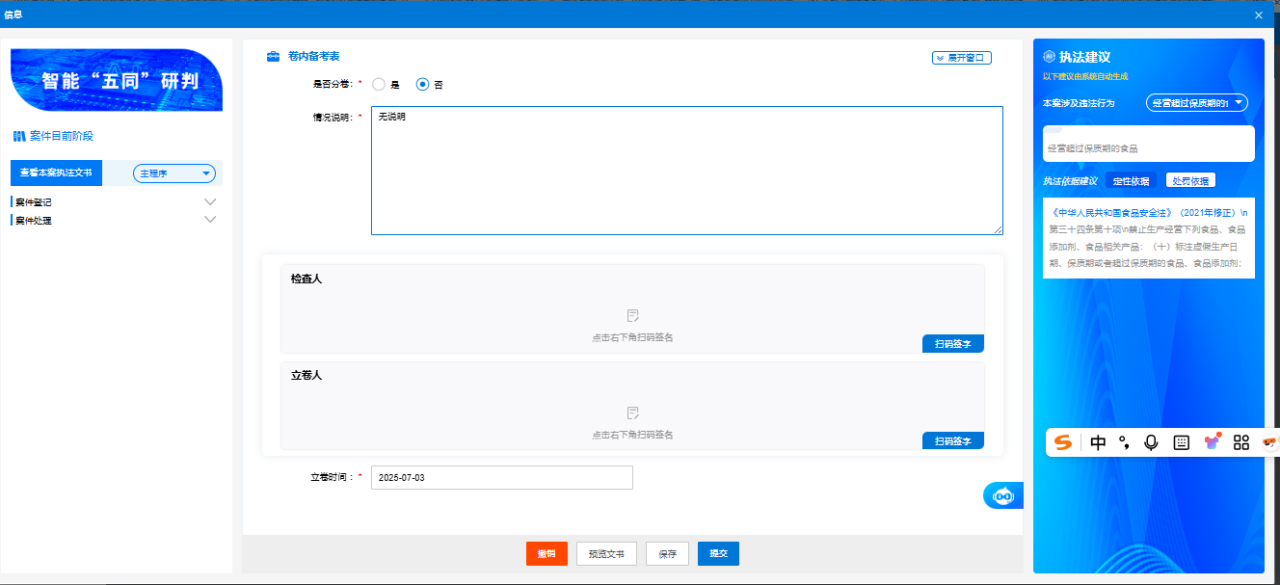 信息
智能“五同”研判
案件目前阶段
查看本案执法文书
主程序
案件登记
案件处理
卷内备考表
展开窗口
是否分卷：*
是
否
情况说明：*
无说明
检查人
点击右下角扫码签名
扫码签字
立卷人
点击右下角扫码签名
扫码签字
立卷时间：*
2025-07-03
撤销
预览文书
保存
提交
执法建议
以下建议由系统自动生成
本案涉及违法行为
经营超过保质期的
经营超过保质期的食品
执法依据建议
定性依据
处罚依据
《中华人民共和国食品安全法》（2021年修正）\n
第三十四条第十项\n禁止生产经营下列食品、食品
添加剂、食品相关产品：（十）标注虚假生产日
期、保质期或者超过保质期的食品、食品添加剂；
中